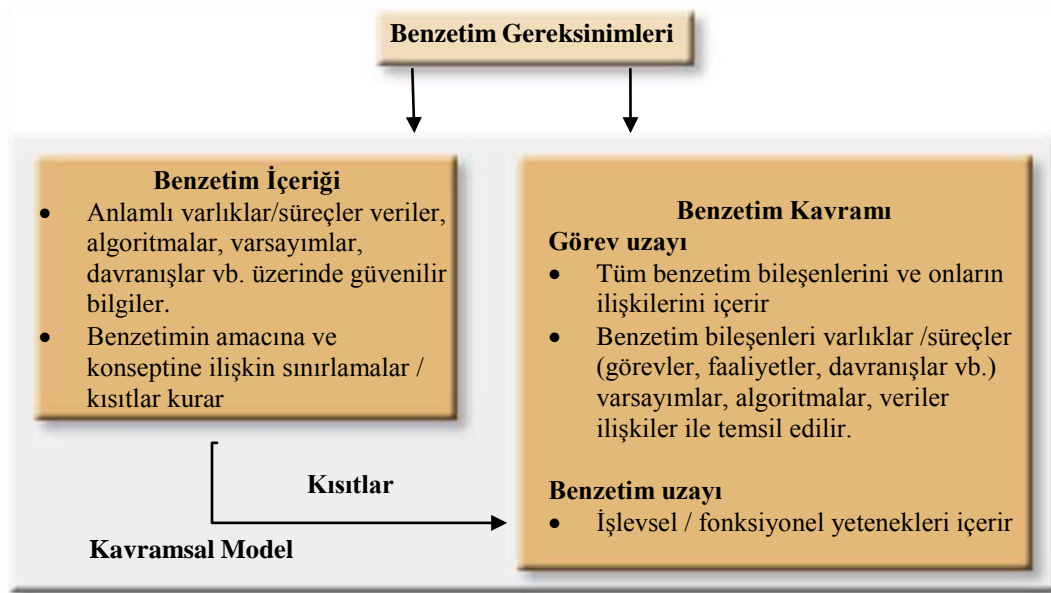 Benzetim Gereksinimleri
Benzetim İçeriği
• Anlamlı varlıklar/süreçler veriler,
algoritmalar, varsayımlar,
davranışlar vb. üzerinde güvenilir
bilgiler.
• Benzetimin amacına ve
konseptine ilişkin sınırlamalar /
kısıtlar kurar
Benzetim Kavramı
Görev uzayı
• Tüm benzetim bileşenlerini ve onların
ilişkilerini içerir
• Benzetim bileşenleri varlıklar /süreçler
(görevler, faaliyetler, davranışlar vb.)
varsayımlar, algoritmalar, veriler
ilişkiler ile temsil edilir.
Benzetim uzayı
• İşlevsel / fonksiyonel yetenekleri içerir
Kısıtlar
Kavramsal Model